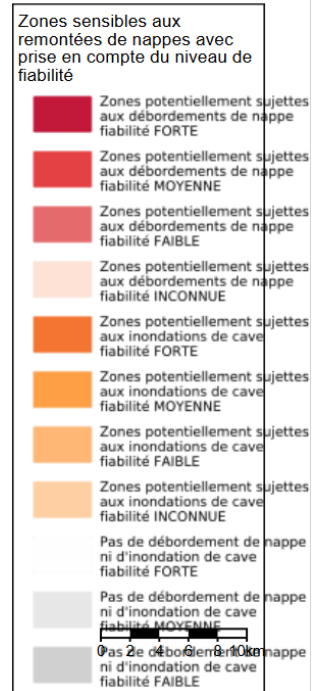 Zones sensibles aux
remontées de nappes avec
prise en compte du niveau de
fiabilité
Zones potentiellement sujettes
aux débordements de nappe
fiabilité FORTE
Zones potentiellement sujettes
aux débordements de nappe
fiabilité MOYENNE
Zones potentiellement sujettes
aux débordements de nappe
fiabilité FAIBLE
Zones potentiellement sujettes
aux débordements de nappe
fiabilité INCONNUE
Zones potentiellement sujettes
aux inondations de cave
fiabilité FORTE
Zones potentiellement sujettes
aux inondations de cave
fiabilité MOYENNE
Zones potentiellement sujettes
aux inondations de cave
fiabilité FAIBLE
Zones potentiellement sujettes
aux inondations de cave
fiabilité INCONNUE
Pas de débordement de nappe
ni d'inondation de cave
fiabilité FORTE
Pas de débordement de nappe
ni d'inondation de cave
fiabilité MOYENNE
0 2 4 6 8 10km
Pas de débordement de nappe
ni d'inondation de cave
fiabilité FAIBLE